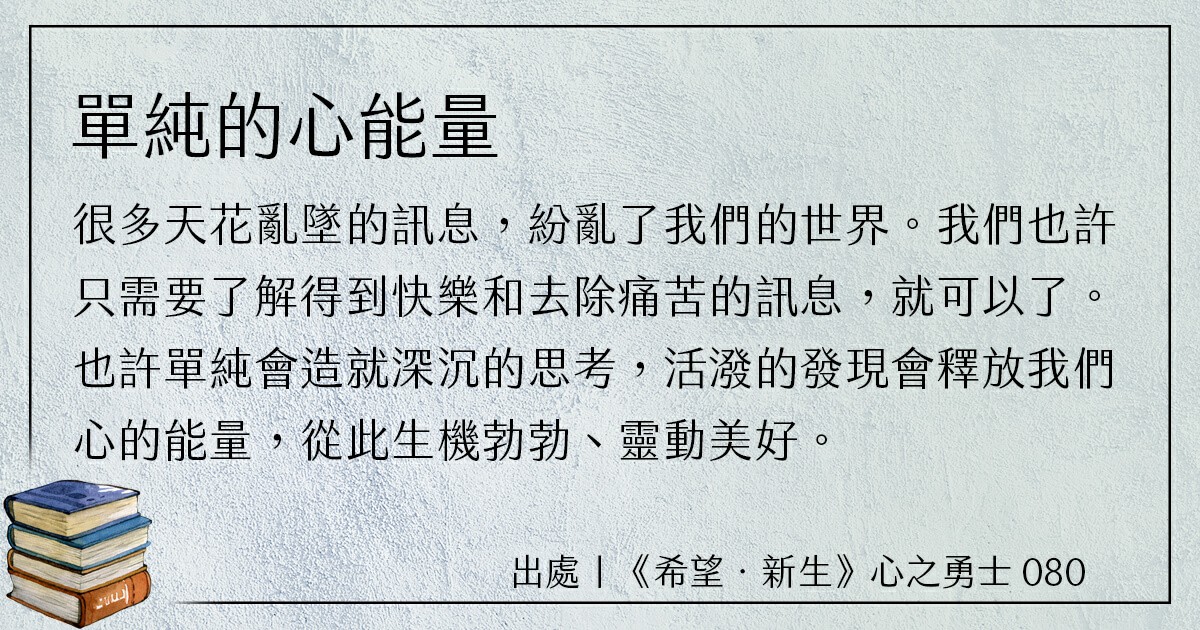 單純的心能量
很多天花亂墜的訊息，紛亂了我們的世界。我們也許
只需要了解得到快樂和去除痛苦的訊息，就可以了。
也許單純會造就深沉的思考，活潑的發現會釋放我們
心的能量，從此生機勃勃、靈動美好。
出處｜《希望．新生》心之勇士 080